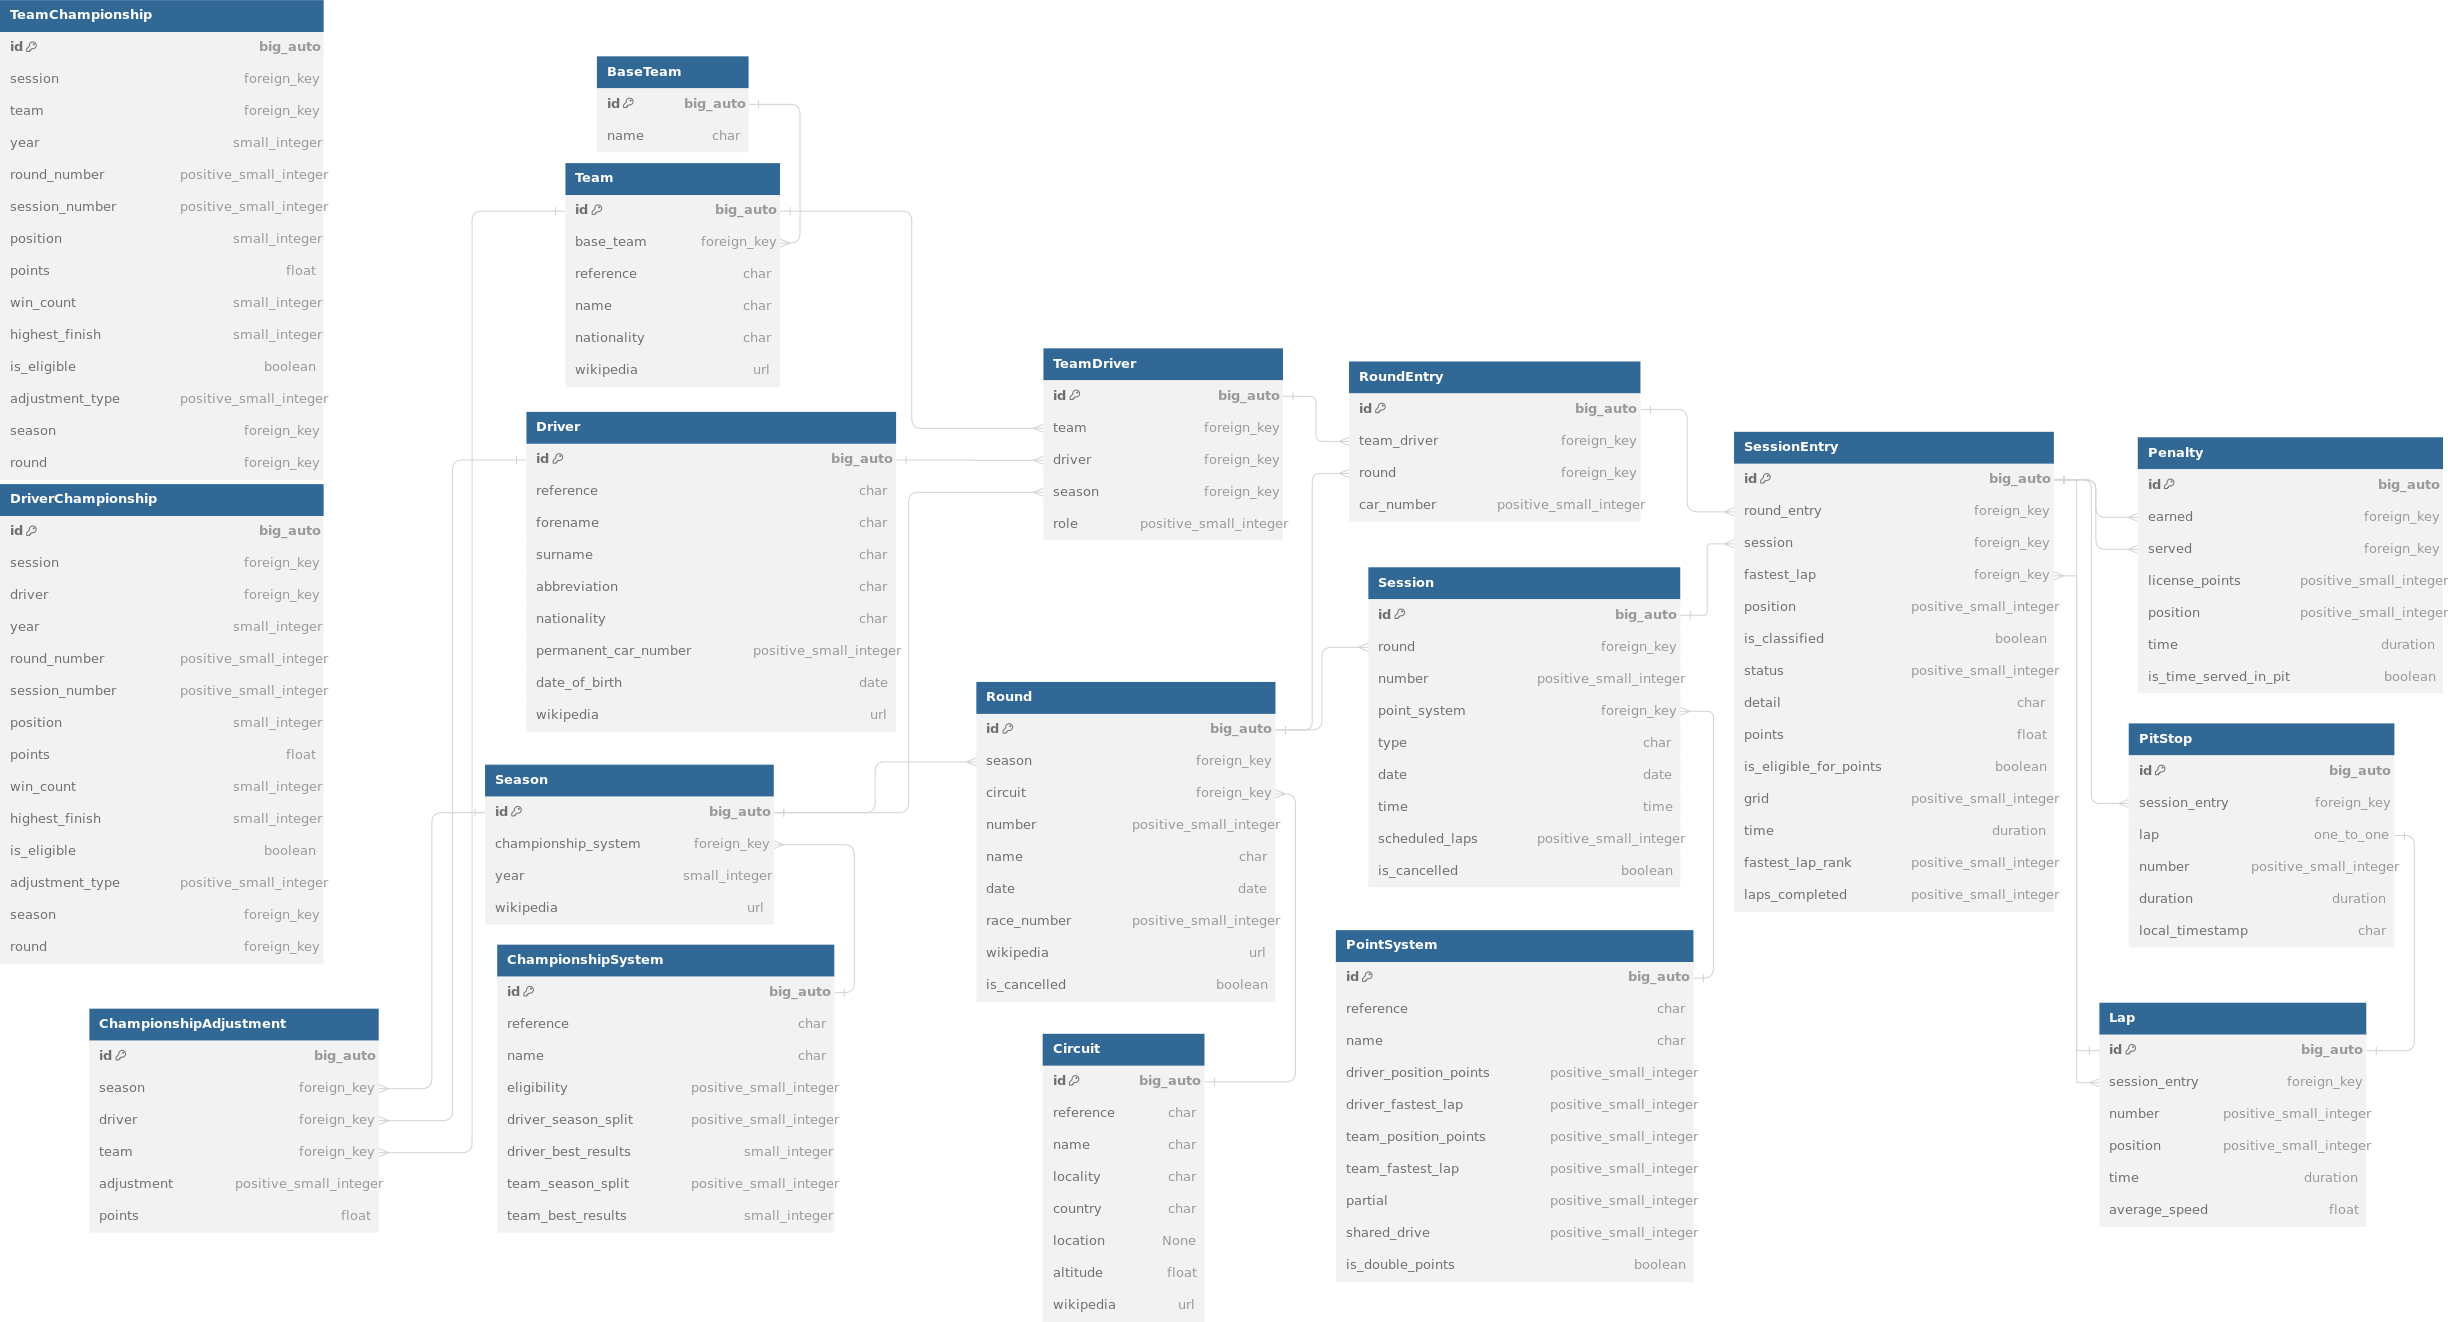 TeamChampionship
id big_auto
session foreign_key
team foreign_key
year small_integer
round_number positive_small_integer
session_number positive_small_integer
position small_integer
points float
win_count small_integer
highest_finish small_integer
is_eligible boolean
adjustment_type positive_small_integer
season foreign_key
round foreign_key
DriverChampionship
id big_auto
session foreign_key
driver foreign_key
year small_integer
round_number positive_small_integer
session_number positive_small_integer
position small_integer
points float
win_count small_integer
highest_finish small_integer
is_eligible boolean
adjustment_type positive_small_integer
season foreign_key
round foreign_key
ChampionshipAdjustment
id big_auto
season foreign_key
driver foreign_key
team foreign_key
adjustment positive_small_integer
points float
BaseTeam
id big_auto
name char
Team
id big_auto
base_team foreign_key
reference char
name char
nationality char
wikipedia url
Driver
id big_auto
reference char
forename char
surname char
abbreviation char
nationality char
permanent_car_number positive_small_integer
date_of_birth date
wikipedia url
Season
id big_auto
championship_system foreign_key
year small_integer
wikipedia url
ChampionshipSystem
id big_auto
reference char
name char
eligibility positive_small_integer
driver_season_split positive_small_integer
driver_best_results small_integer
team_season_split positive_small_integer
team_best_results small_integer
TeamDriver
id big_auto
team foreign_key
driver foreign_key
season foreign_key
role positive_small_integer
Round
id big_auto
season foreign_key
circuit foreign_key
number positive_small_integer
name char
date date
race_number positive_small_integer
wikipedia url
is_cancelled boolean
Circuit
id big_auto
reference char
name char
locality char
country char
location None
altitude float
wikipedia url
RoundEntry
id big_auto
team_driver foreign_key
round foreign_key
car_number positive_small_integer
Session
id big_auto
round foreign_key
number positive_small_integer
point_system foreign_key
type char
date date
time time
scheduled_laps positive_small_integer
is_cancelled boolean
PointSystem
id big_auto
reference char
name char
driver_position_points positive_small_integer
driver_fastest_lap positive_small_integer
team_position_points positive_small_integer
team_fastest_lap positive_small_integer
partial positive_small_integer
shared_drive positive_small_integer
is_double_points boolean
SessionEntry
id big_auto
round_entry foreign_key
session foreign_key
fastest_lap foreign_key
position positive_small_integer
is_classified boolean
status positive_small_integer
detail char
points float
is_eligible_for_points boolean
grid positive_small_integer
time duration
fastest_lap_rank positive_small_integer
laps_completed positive_small_integer
Penalty
id big_auto
earned foreign_key
served foreign_key
license_points positive_small_integer
position positive_small_integer
time duration
is_time_served_in_pit boolean
PitStop
id big_auto
session_entry foreign_key
lap one_to_one
number positive_small_integer
duration duration
local_timestamp char
Lap
id big_auto
session_entry foreign_key
number positive_small_integer
position positive_small_integer
time duration
average_speed float